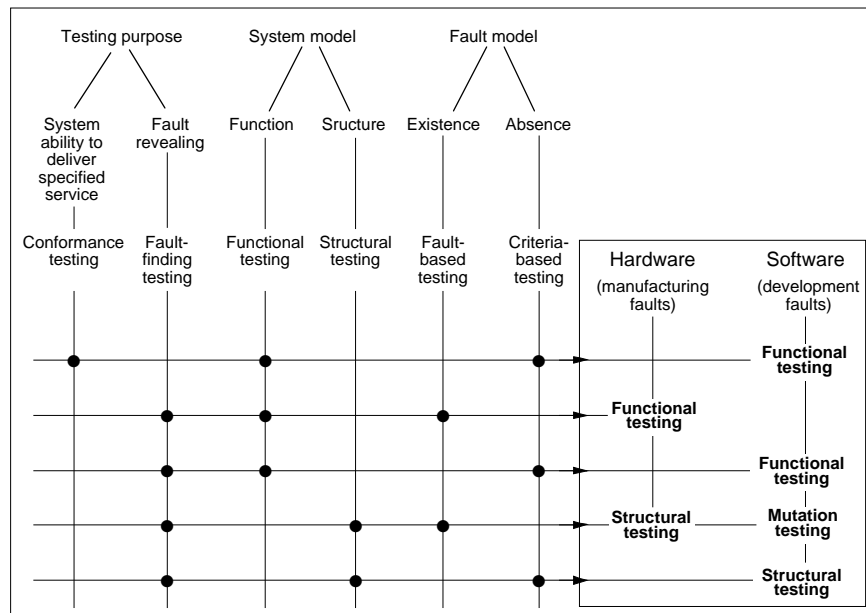 Testing purpose
System model
Fault model
System
ability to
deliver
specified
service
Fault
revealing
Function
Sructure
Existence
Absence
Conformance
testing
Fault-
finding testing
Functional
testing
Structural
testing
Fault-
based testing
Criteria-
based testing
Hardware
(manufacturing
faults)
Software
(development
faults)
Functional
testing
Functional
testing
Functional
testing
Structural
testing
Mutation
testing
Structural
testing